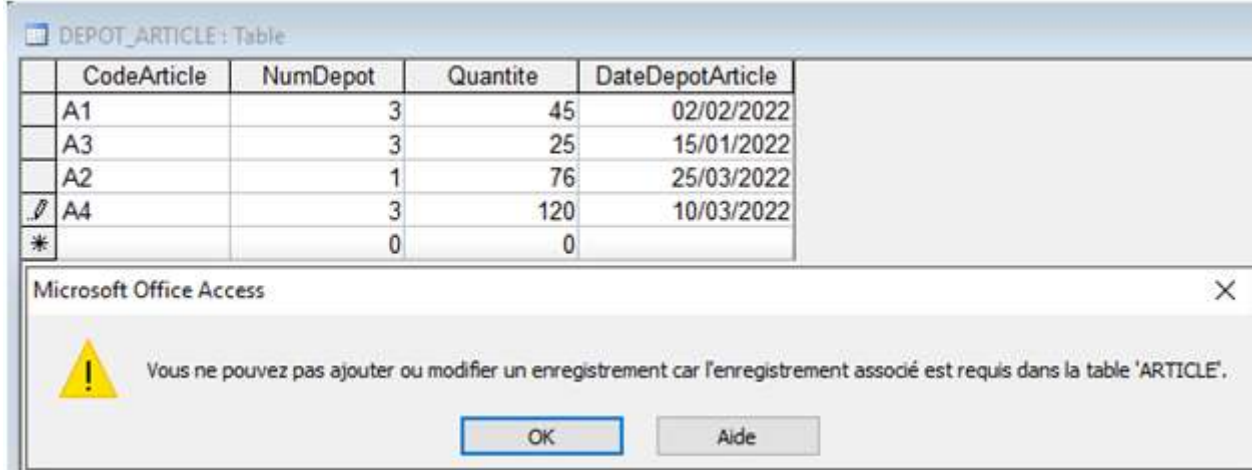 DEPOT_ARTICLE : Table
CodeArticle NumDepot Quantite DateDepotArticle
A1 3 45 02/02/2022
A3 3 25 15/01/2022
A2 1 76 25/03/2022
A4 3 120 10/03/2022
* 0 0
Microsoft Office Access
Vous ne pouvez pas ajouter ou modifier un enregistrement car l'enregistrement associé est requis dans la table 'ARTICLE'.
OK Aide